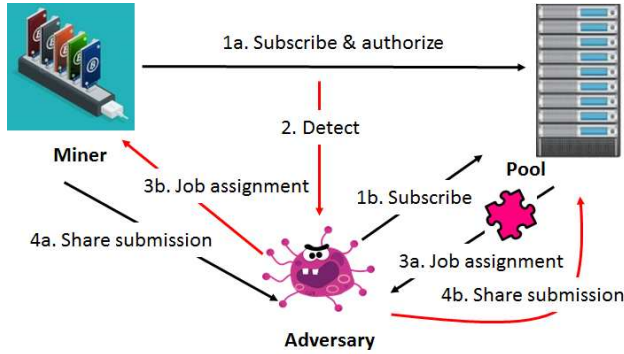 1a. Subscribe & authorize
2. Detect
Miner
Pool
3b. Job assignment
1b. Subscribe
4a. Share submission
3a. Job assignment
4b. Share submission
Adversary